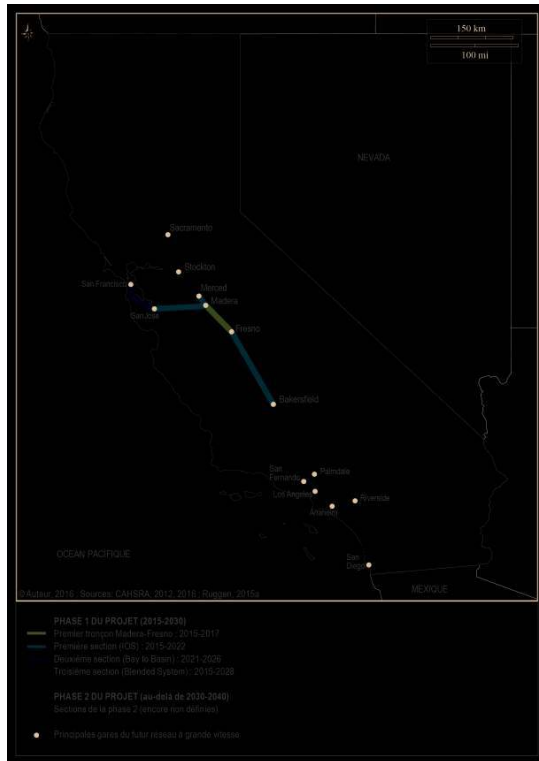 150 km
100 mi
NEVADA
Sacramento
Stockton
San Francisco
Merced
Madera
San José
Fresno
Bakersfield
San
Fernando
Palmdale
Los Angeles
Anaheim
Riverside
San
Diego
OCEAN PACIFIQUE
MEXIQUE
©Auteur, 2016 ; Sources: CAHSRA, 2012, 2016 ; Ruggeri, 2015a
PHASE 1 DU PROJET (2015-2030)
Premier tronçon Madera-Fresno : 2015-2017
Première section (IOS) : 2015-2022
Deuxième section (Bay to Basin) : 2021-2026
Troisième section (Blended System) : 2015-2028
PHASE 2 DU PROJET (au-delà de 2030-2040)
Sections de la phase 2 (encore non définies)
Principales gares du futur réseau à grande vitesse